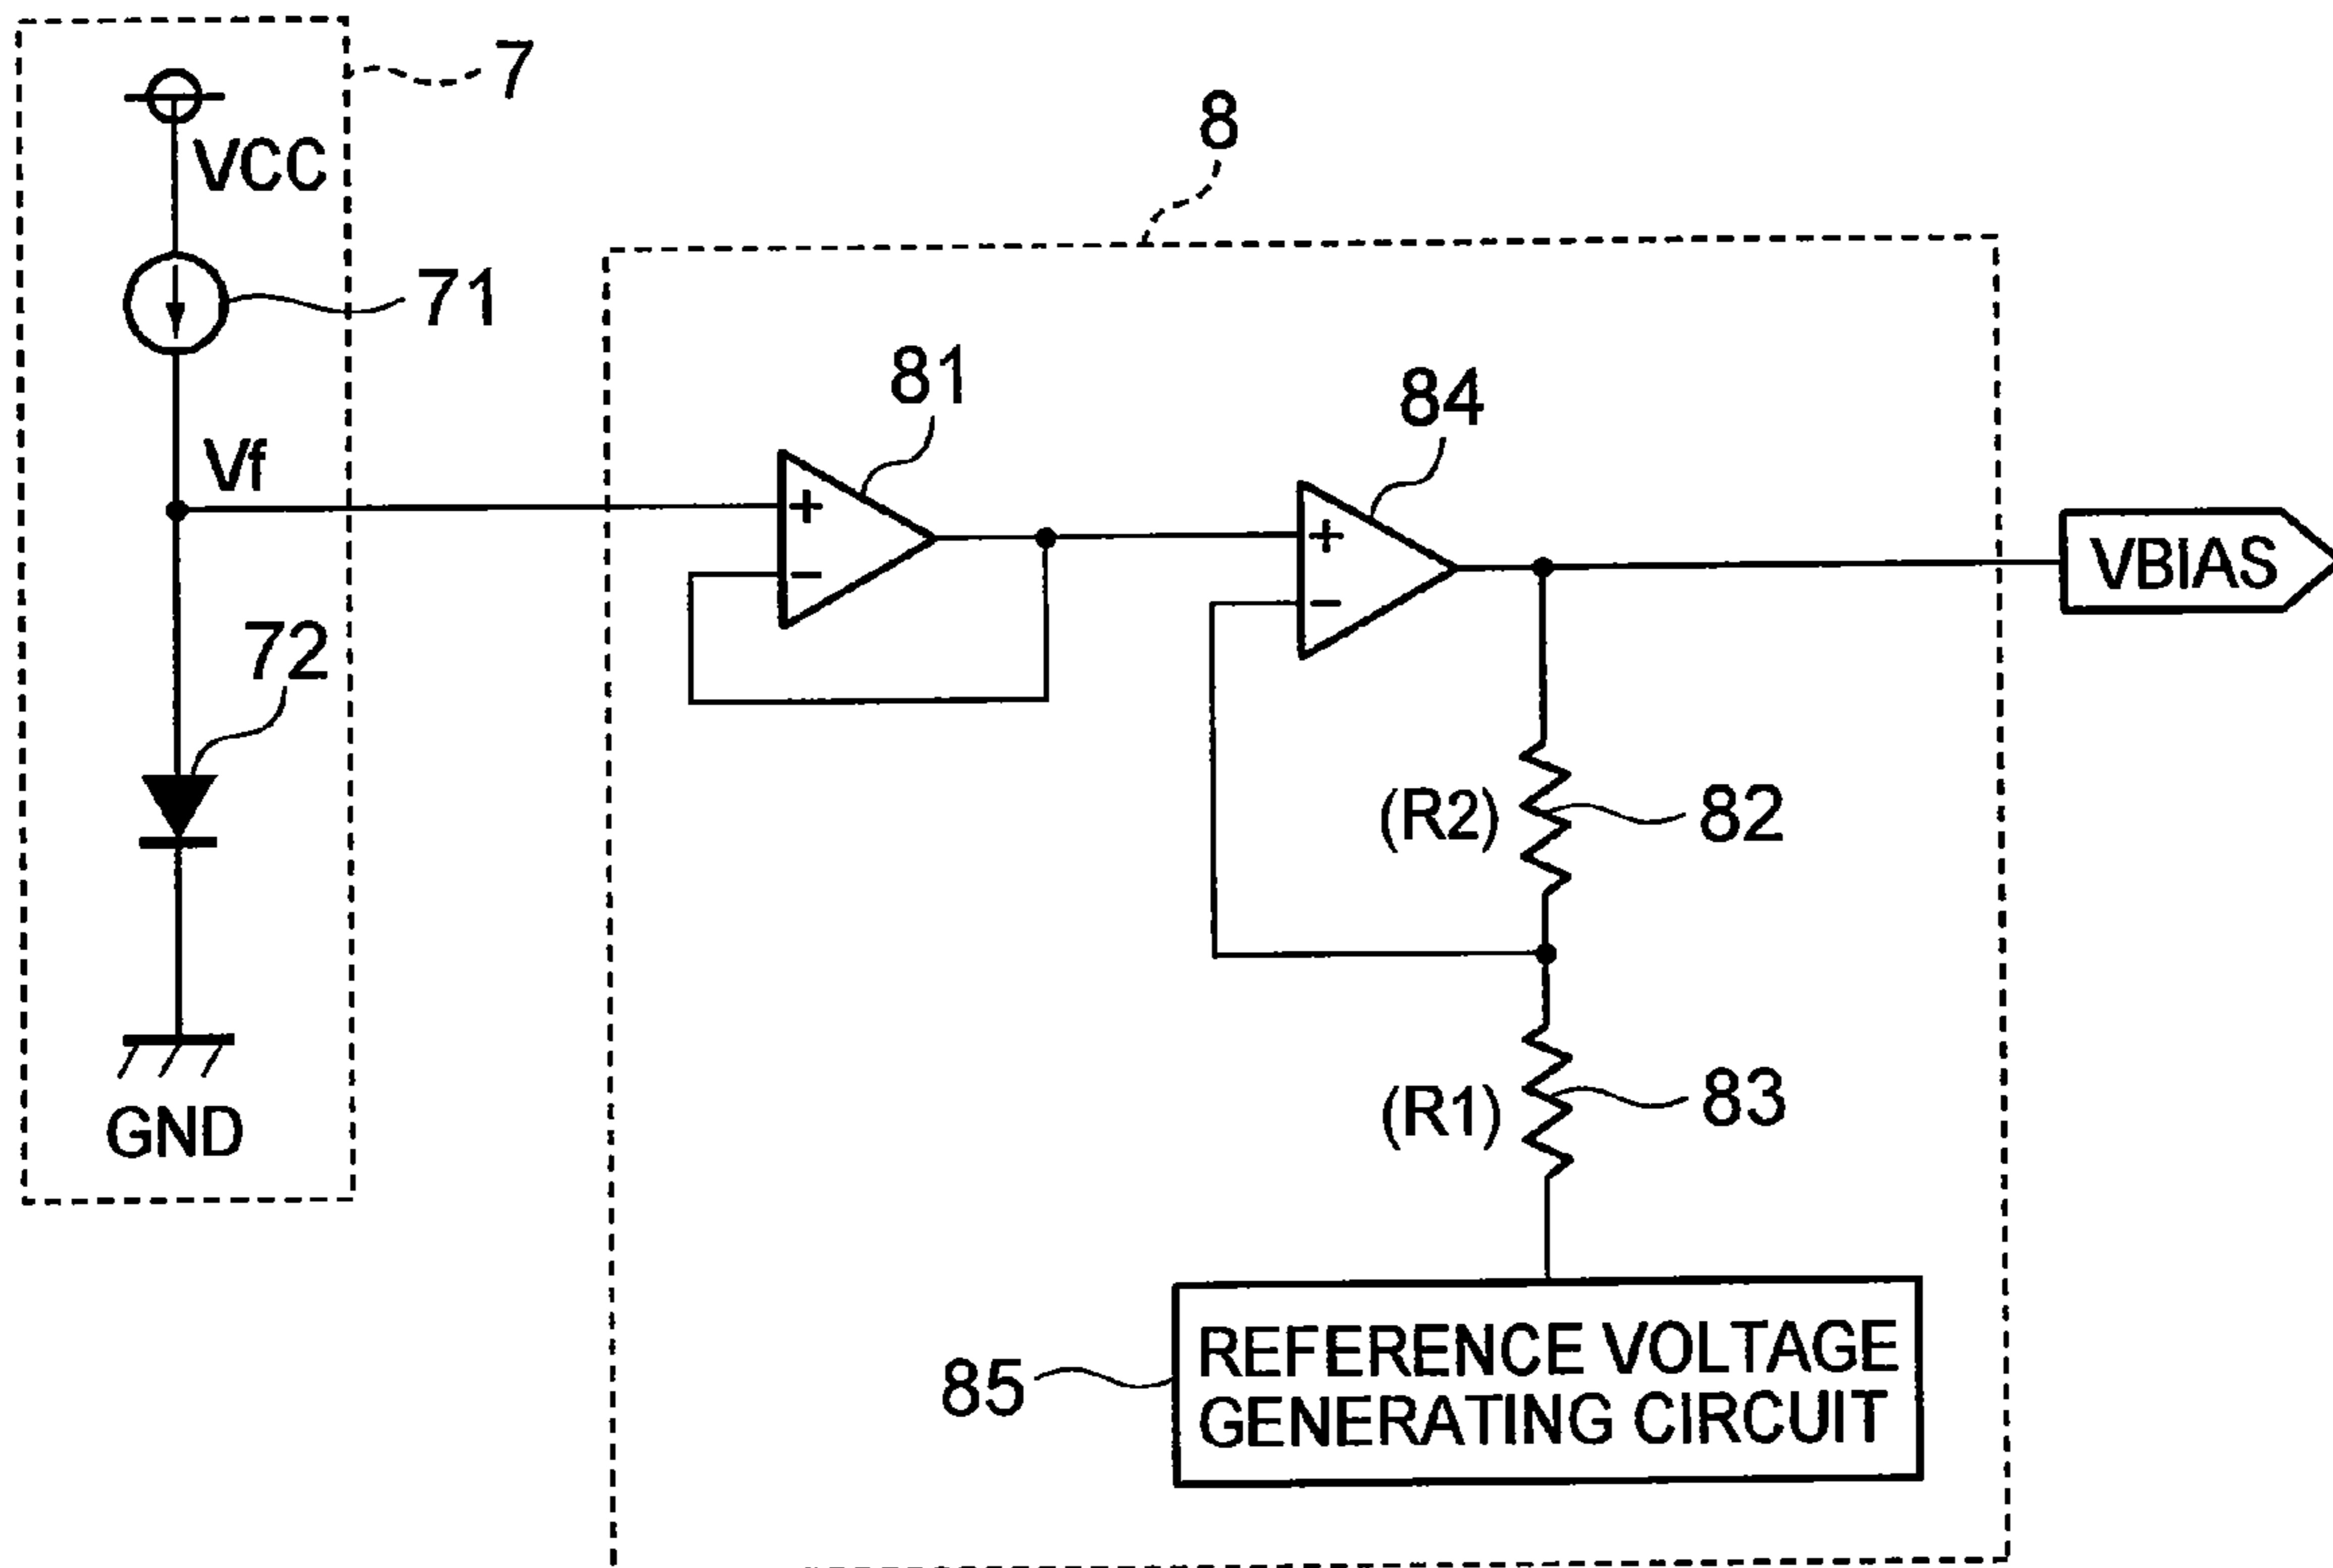 7
VCC
8
71
81
84
Vf
+
+
−
−
VBIAS
72
(R2)
82
(R1)
83
GND
REFERENCE VOLTAGE
GENERATING CIRCUIT
85